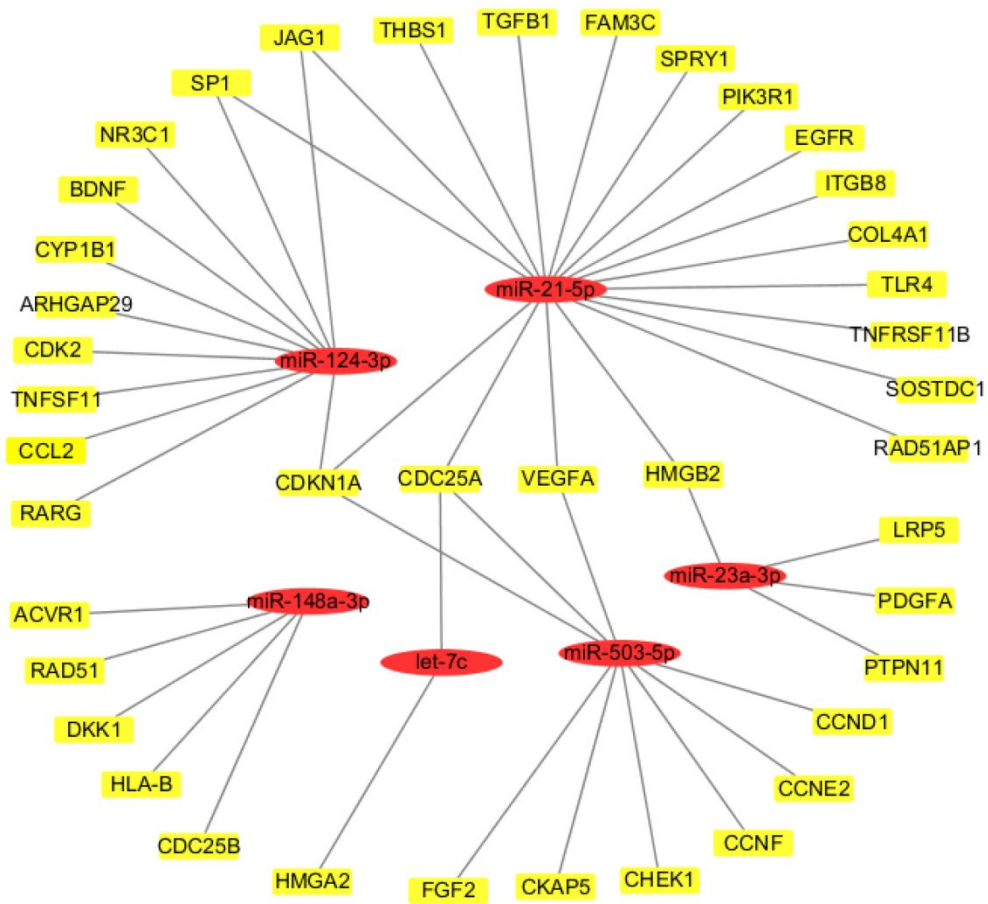 TGFB1
FAM3C
THBS1
JAG1
SPRY1
SP1
PIK3R1
NR3C1
EGFR
BDNF
ITGB8
COL4A1
CYP1B1
TLR4
miR-21-5p
ARHGAP29
TNFRSF11B
CDK2
miR-124-3p
SOSTDC1
TNFSF11
RAD51AP1
CCL2
HMGB2
CDKN1A
CDC25A
VEGFA
RARG
LRP5
miR-23a-3p
miR-148a-3p
PDGFA
ACVR1
miR-503-5p
let-7c
PTPN11
RAD51
CCND1
DKK1
HLA-B
CCNE2
CCNF
CDC25B
HMGA2
CHEK1
CKAP5
FGF2